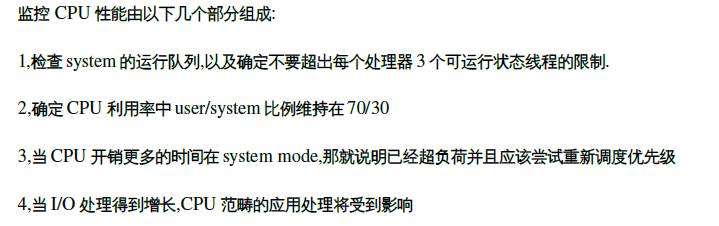 监控 CPU 性能由以下几个部分组成:
1,检查 system 的运行队列,以及确定不要超出每个处理器 3 个可运行状态线程的限制.
2,确定 CPU 利用率中 user/system 比例维持在 70/30
3,当 CPU 开销更多的时间在 system mode,那就说明已经超负荷并且应该尝试重新调度优先级
4,当 I/O 处理得到增长,CPU 范畴的应用处理将受到影响